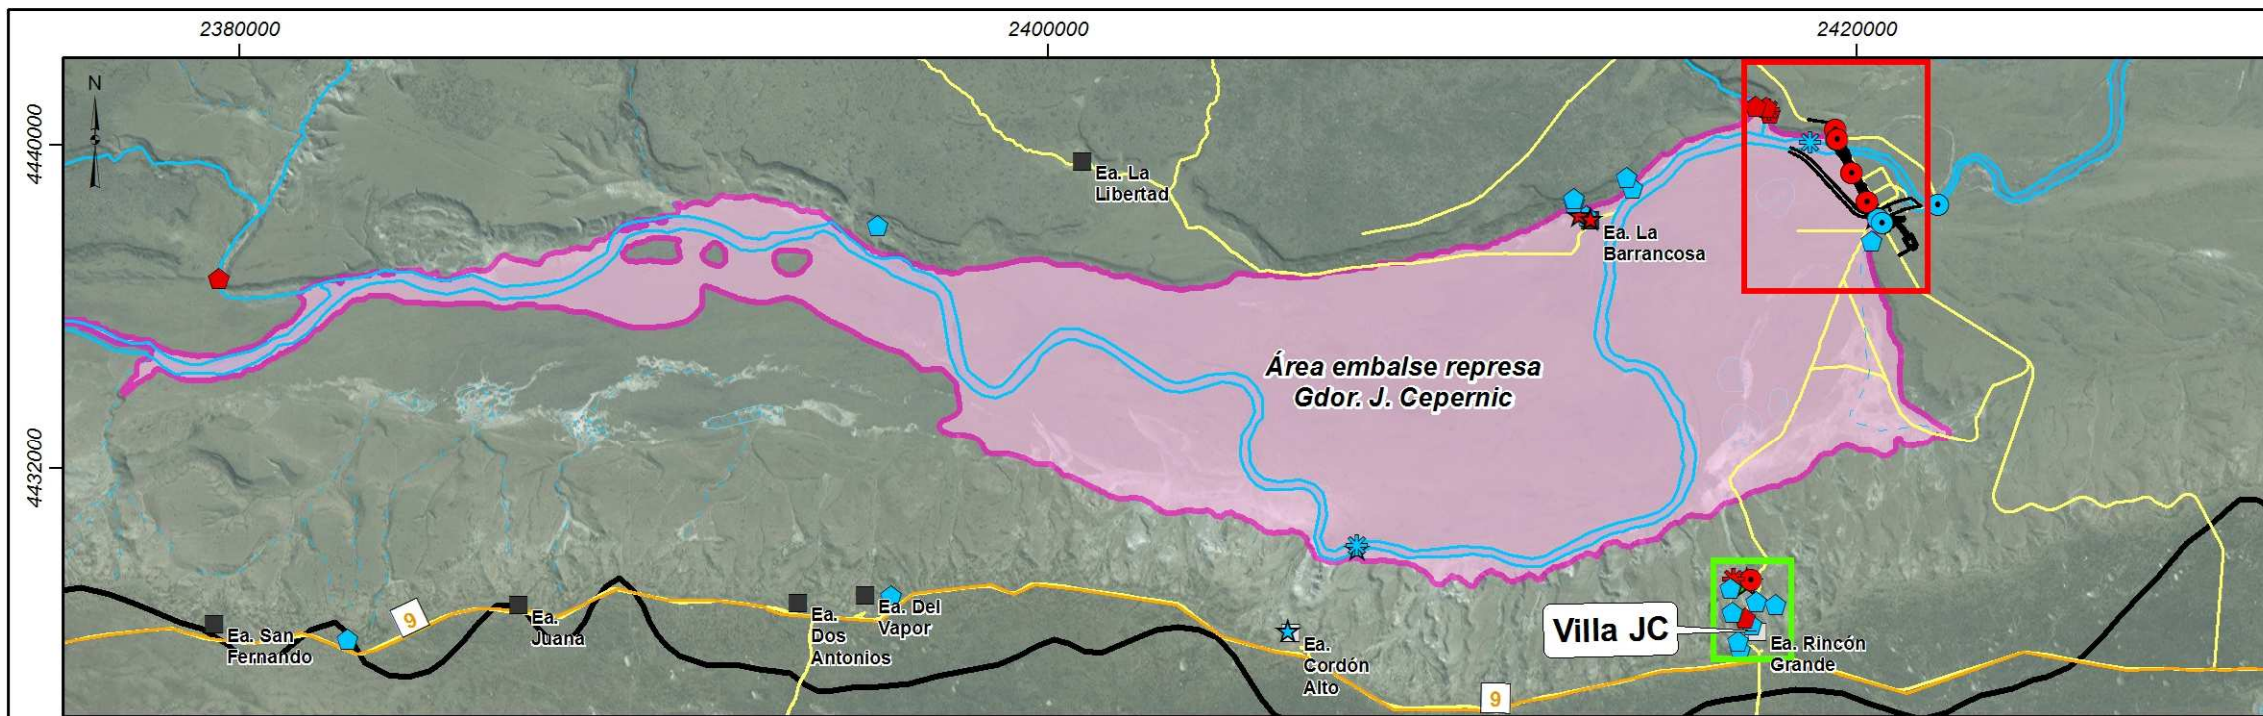 2380000
2400000
2420000
N
4440000
4432000
Ea. La
Libertad
Ea. La
Barrancosa
Área embalse represa
Gdor. J. Cepernic
Villa JC
Ea. San
Fernando
9
Ea.
Juana
Ea.
Dos
Antonios
Ea. Del
Vapor
Ea.
Cordón
Alto
9
Ea. Rincón
Grande